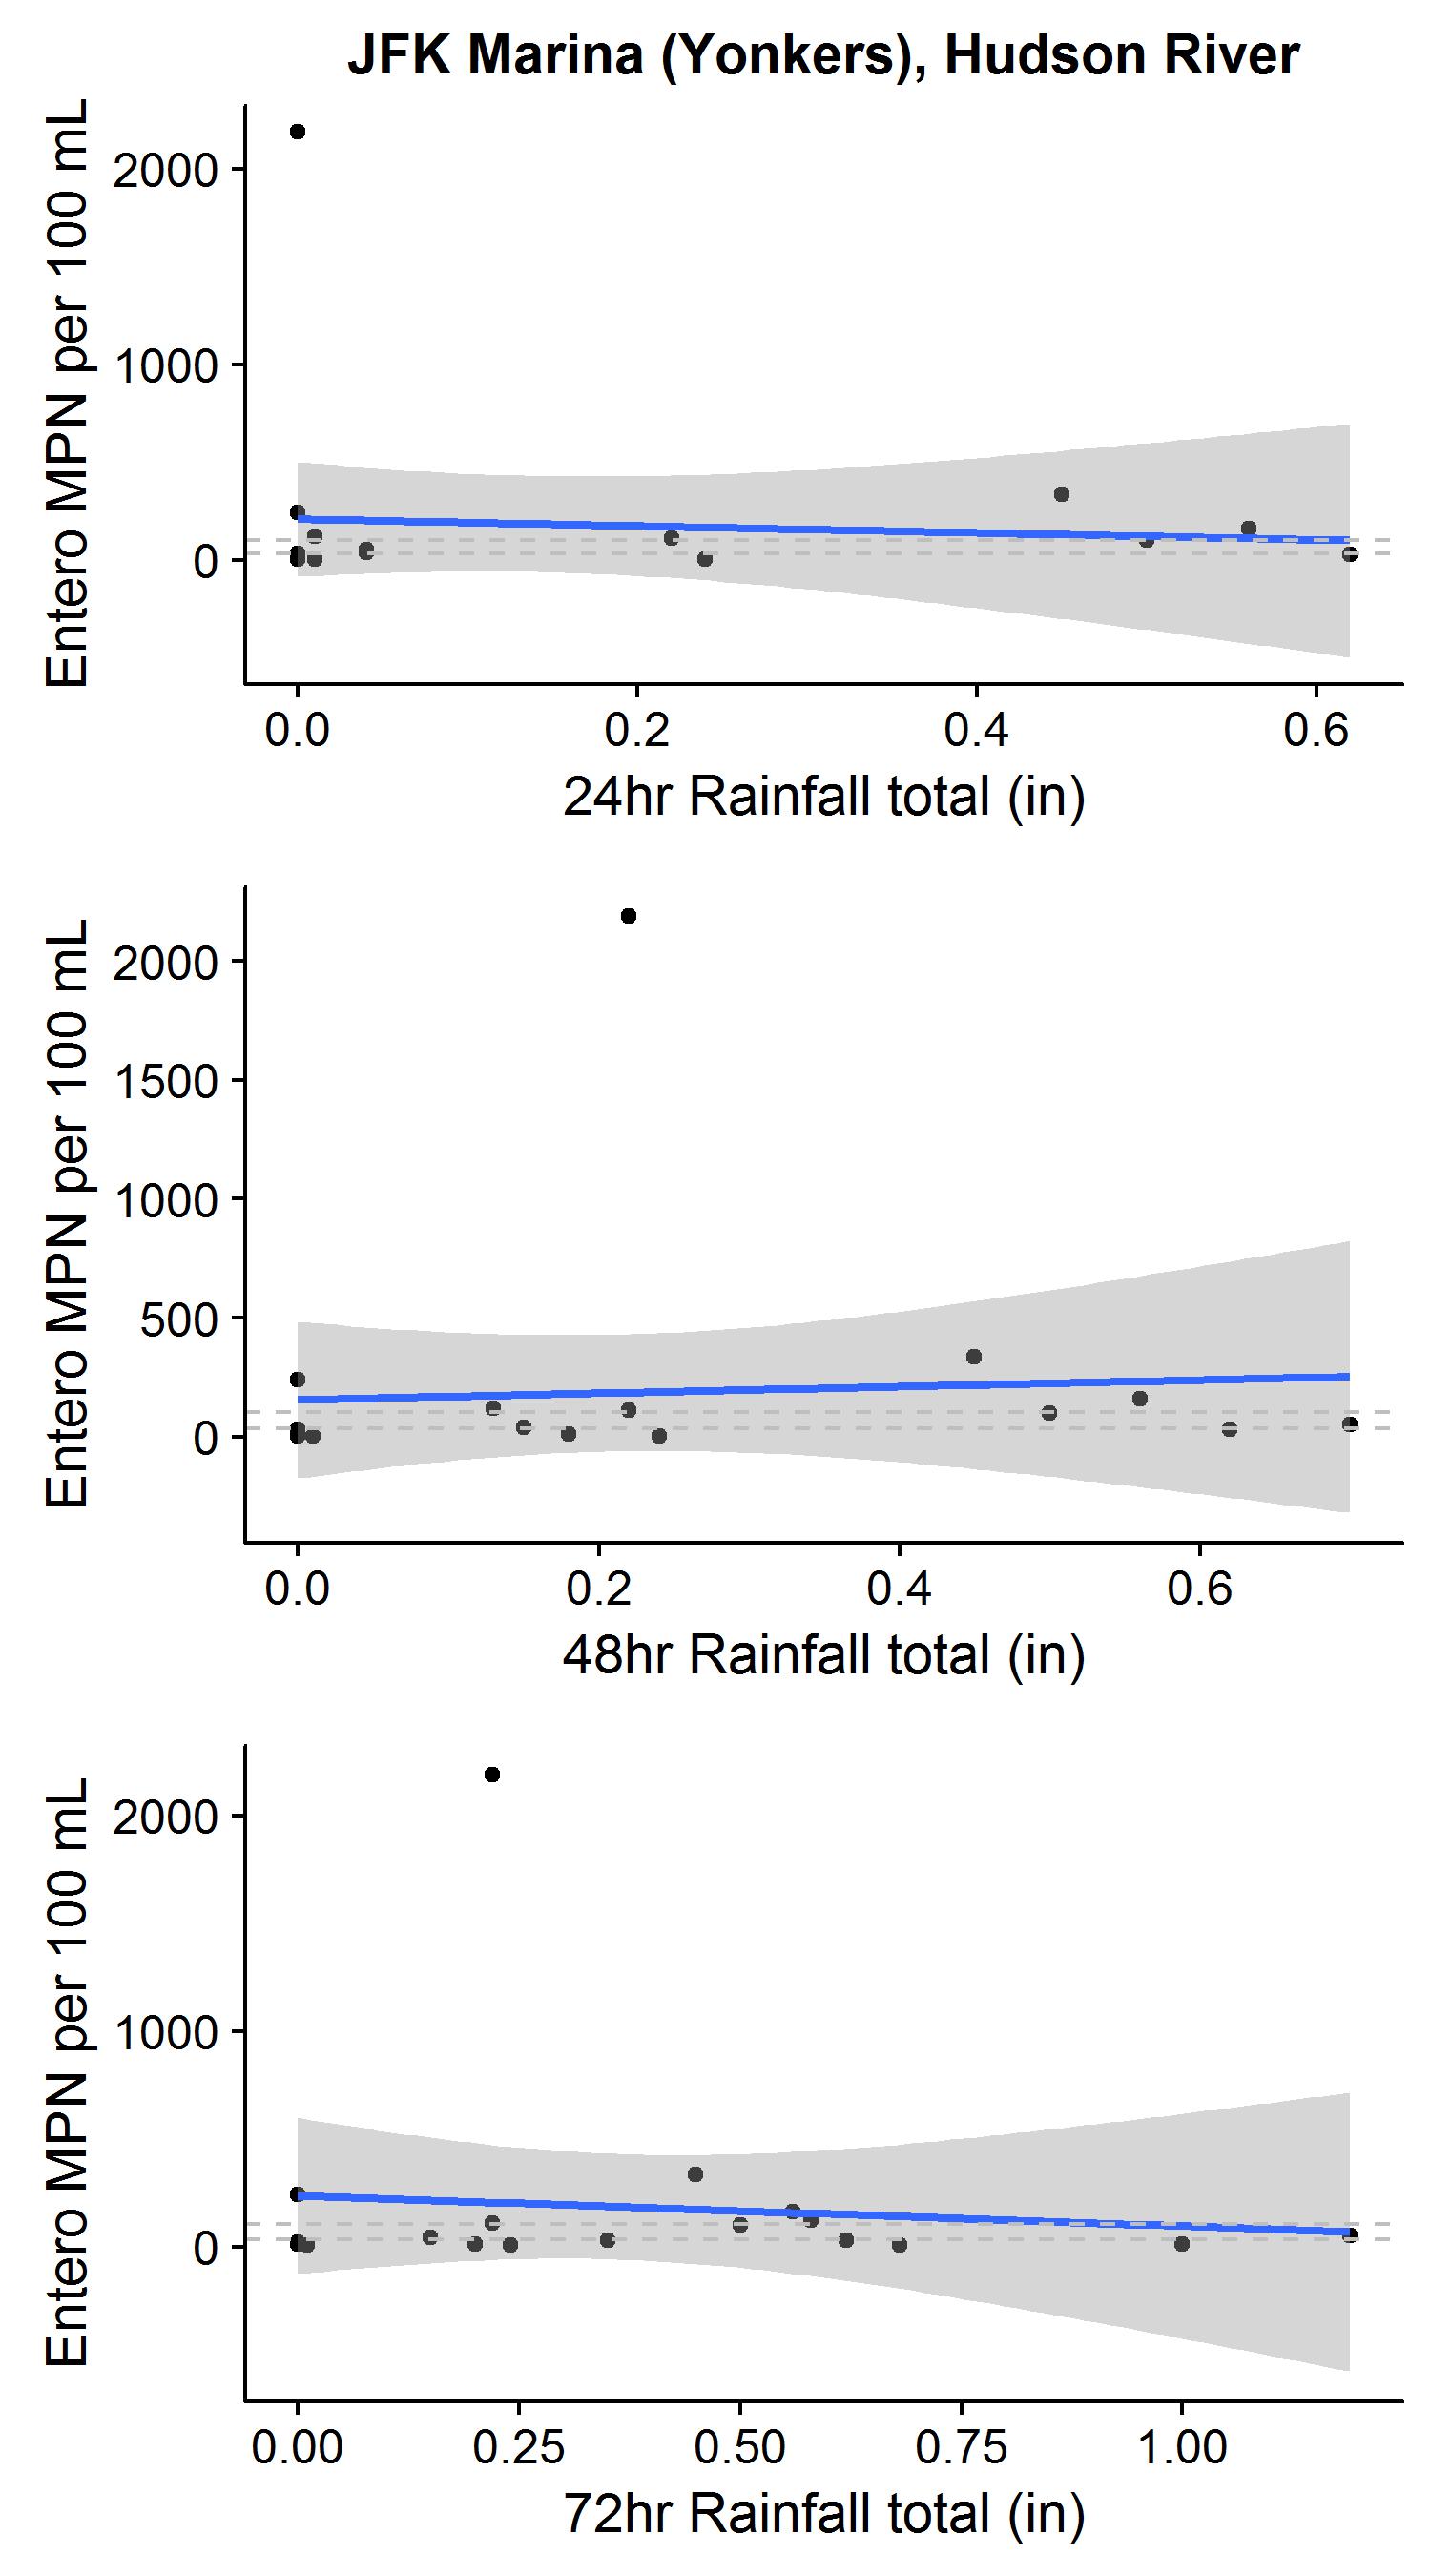 JFK Marina (Yonkers), Hudson River
Entero MPN per 100 mL
2000
1000
0
0.0 0.2 0.4 0.6
24hr Rainfall total (in)
Entero MPN per 100 mL
2000
1500
1000
500
0
0.0 0.2 0.4 0.6
48hr Rainfall total (in)
Entero MPN per 100 mL
2000
1000
0
0.00 0.25 0.50 0.75 1.00
72hr Rainfall total (in)